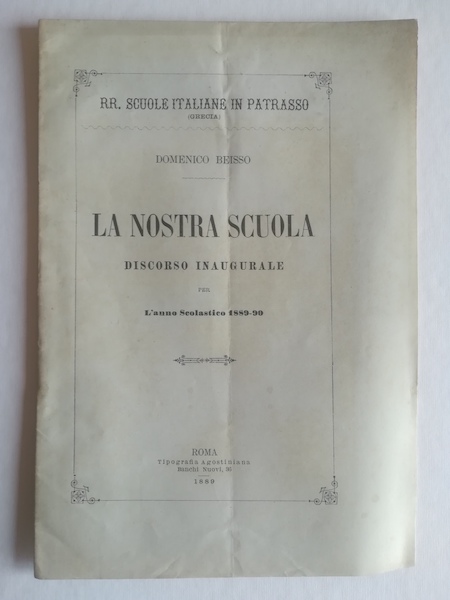 RR. SCUOLE ITALIANE IN PATRASSO
(GRECIA)
DOMENICO BEISSO
LA NOSTRA SCUOLA
DISCORSO INAUGURALE
PER
L'anno Scolastico 1889-90
ROMA
Tipografia agostiniana
Banchi Nuovi,
1889